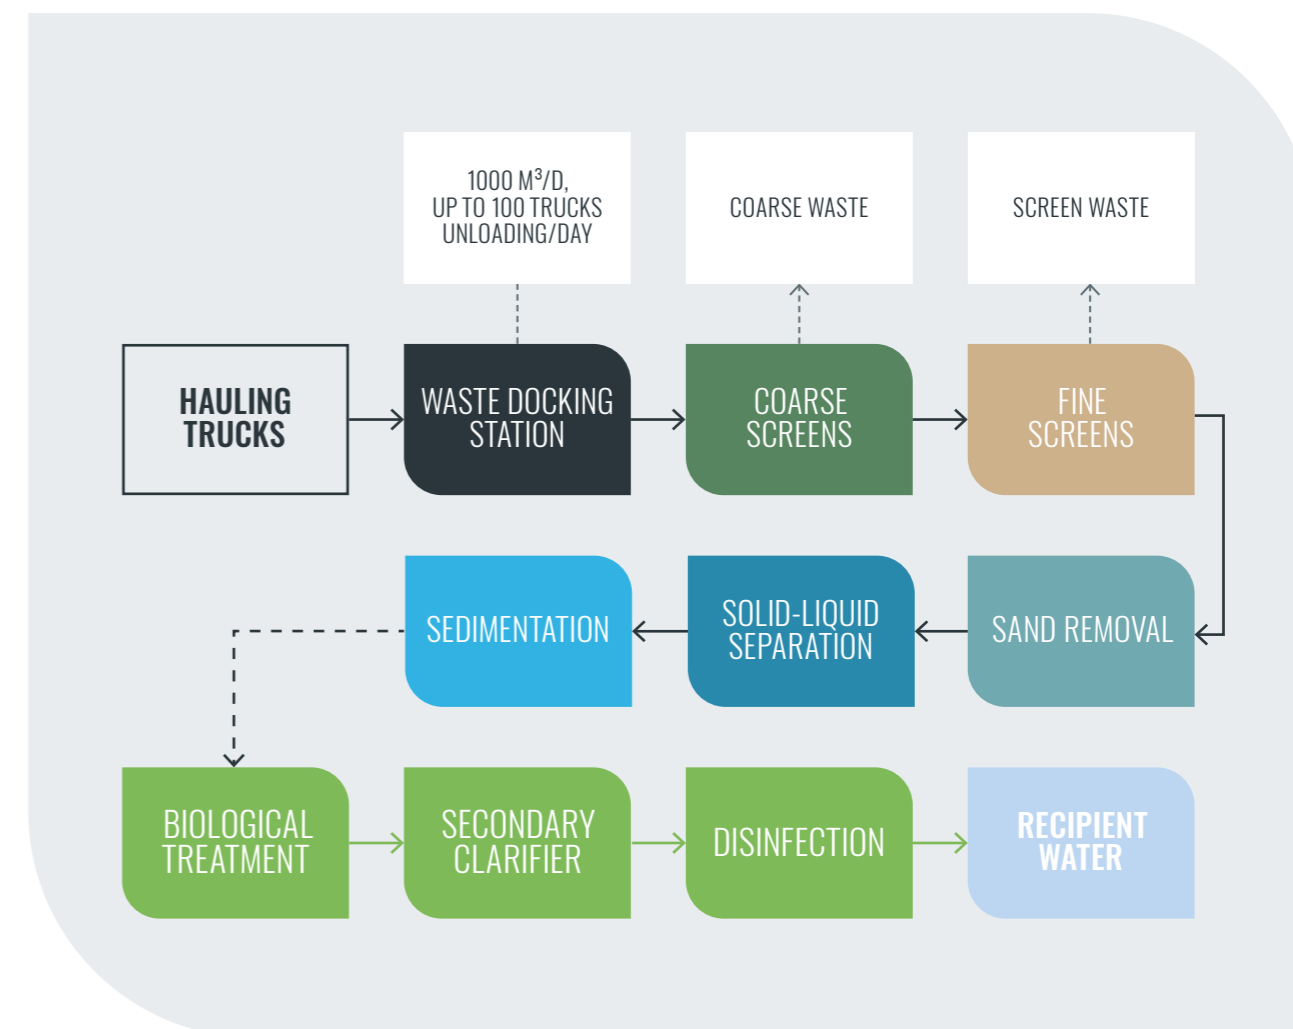 1000 M³/D,
UP TO 100 TRUCKS
UNLOADING/DAY
COARSE WASTE
SCREEN WASTE
HAULING
TRUCKS
WASTE DOCKING
STATION
COARSE
SCREENS
FINE
SCREENS
SEDIMENTATION
SOLID-LIQUID
SEPARATION
SAND REMOVAL
BIOLOGICAL
TREATMENT
SECONDARY
CLARIFIER
DISINFECTION
RECIPIENT
WATER